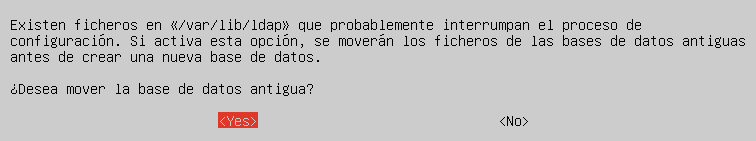 Existen ficheros en «/var/lib/ldap» que probablemente interrumpan el proceso de
configuración. Si activa esta opción, se moverán los ficheros de las bases de datos antiguas
antes de crear una nueva base de datos.
¿Desea mover la base de datos antigua?
<Yes> <No>